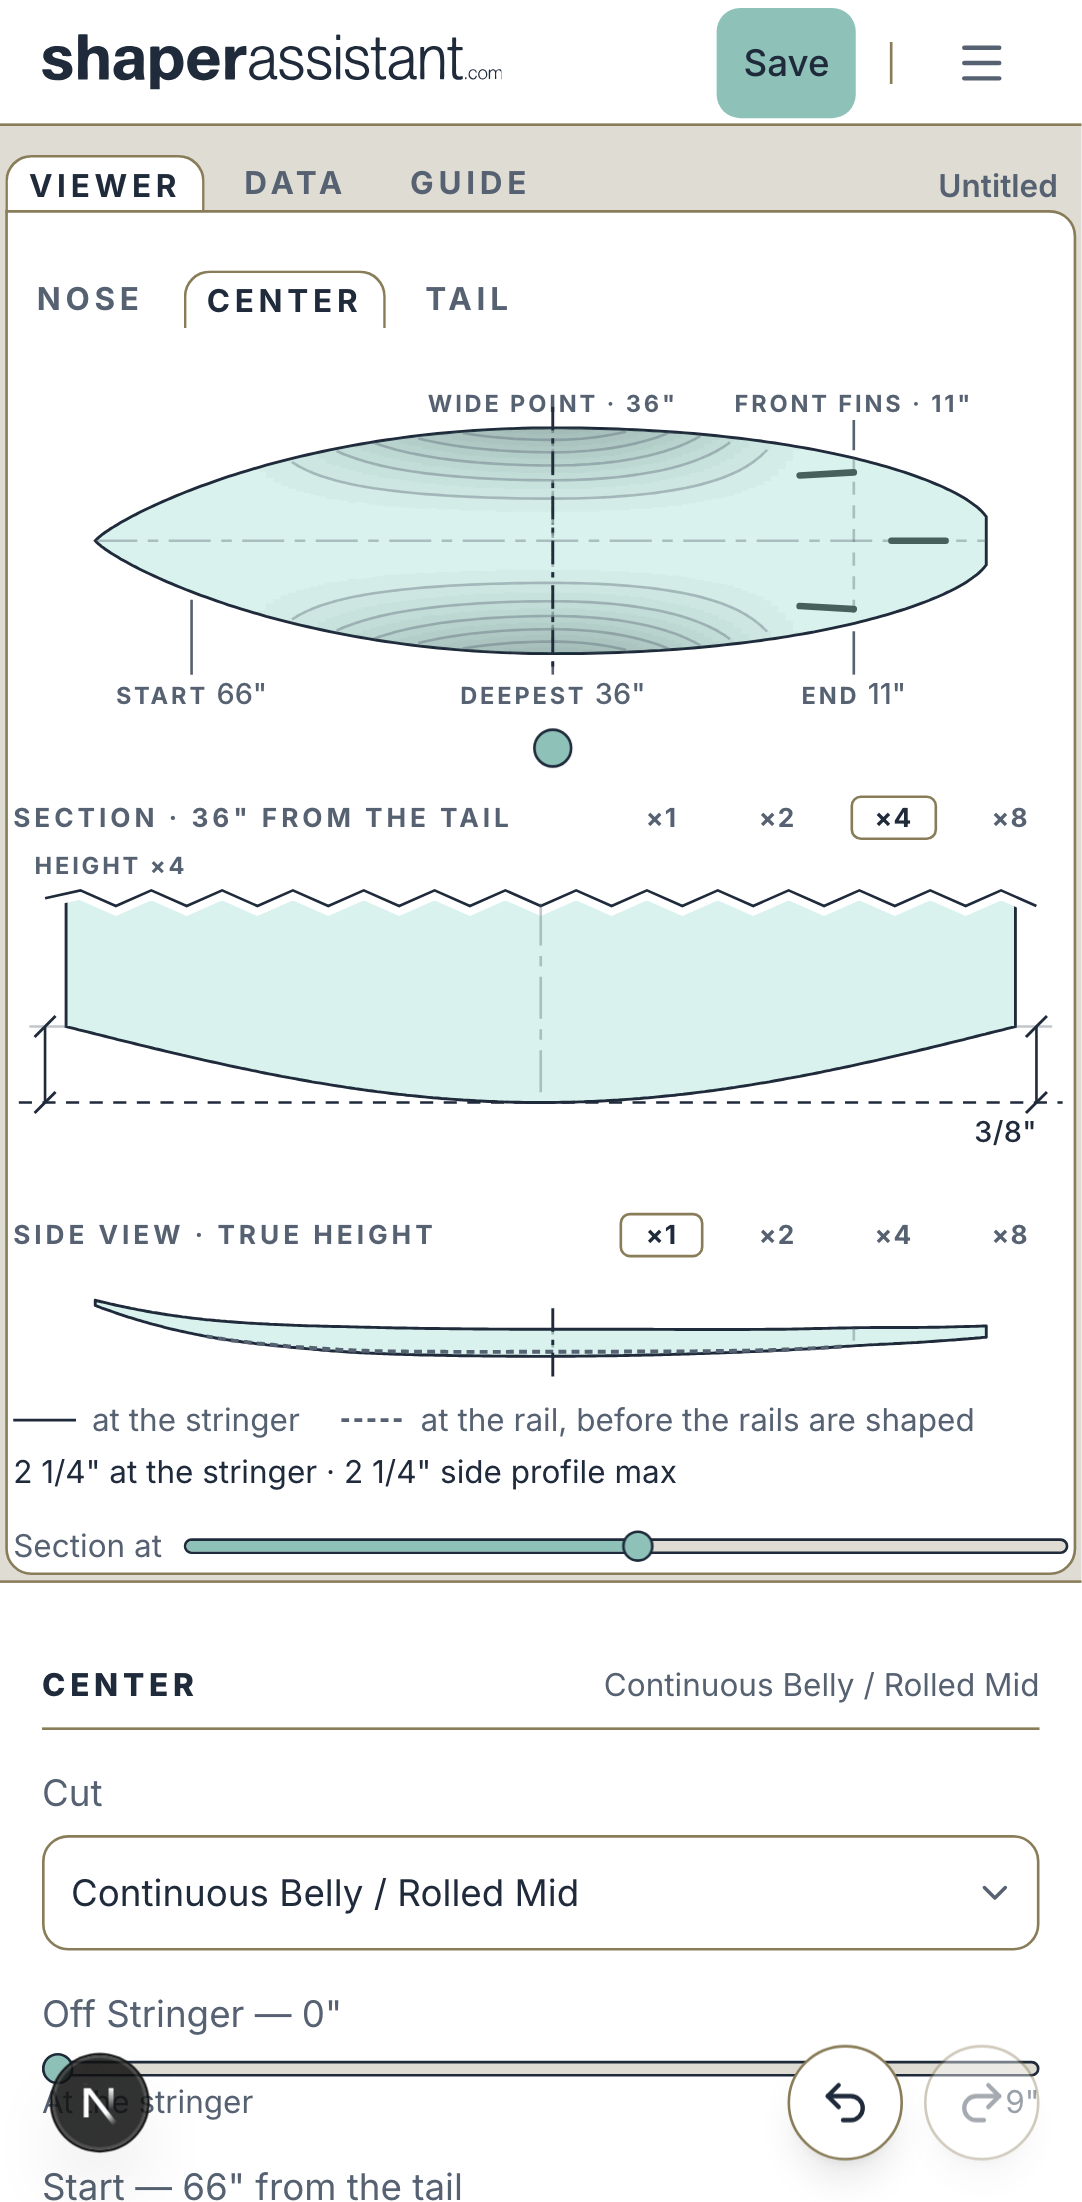 shaperassistant.com
Save
VIEWER DATA GUIDE Untitled
NOSE CENTER TAIL
WIDE POINT · 36" FRONT FINS · 11"
START 66" DEEPEST 36" END 11"
SECTION · 36" FROM THE TAIL ×1 ×2 ×4 ×8
HEIGHT ×4
3/8"
SIDE VIEW · TRUE HEIGHT ×1 ×2 ×4 ×8
at the stringer at the rail, before the rails are shaped
2 1/4" at the stringer · 2 1/4" side profile max
Section at
CENTER Continuous Belly / Rolled Mid
Cut
Continuous Belly / Rolled Mid
Off Stringer — 0"
N
At the stringer 9"
Start — 66" from the tail